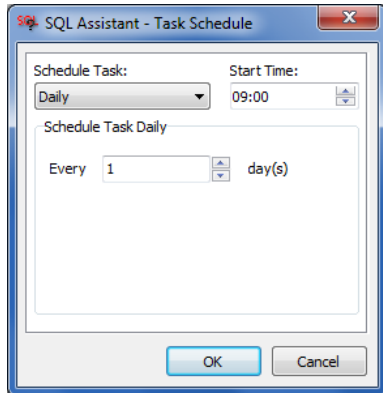 SQL Assistant - Task Schedule
Schedule Task: Start Time:
Daily 09:00
Schedule Task Daily
Every 1 day(s)
OK Cancel